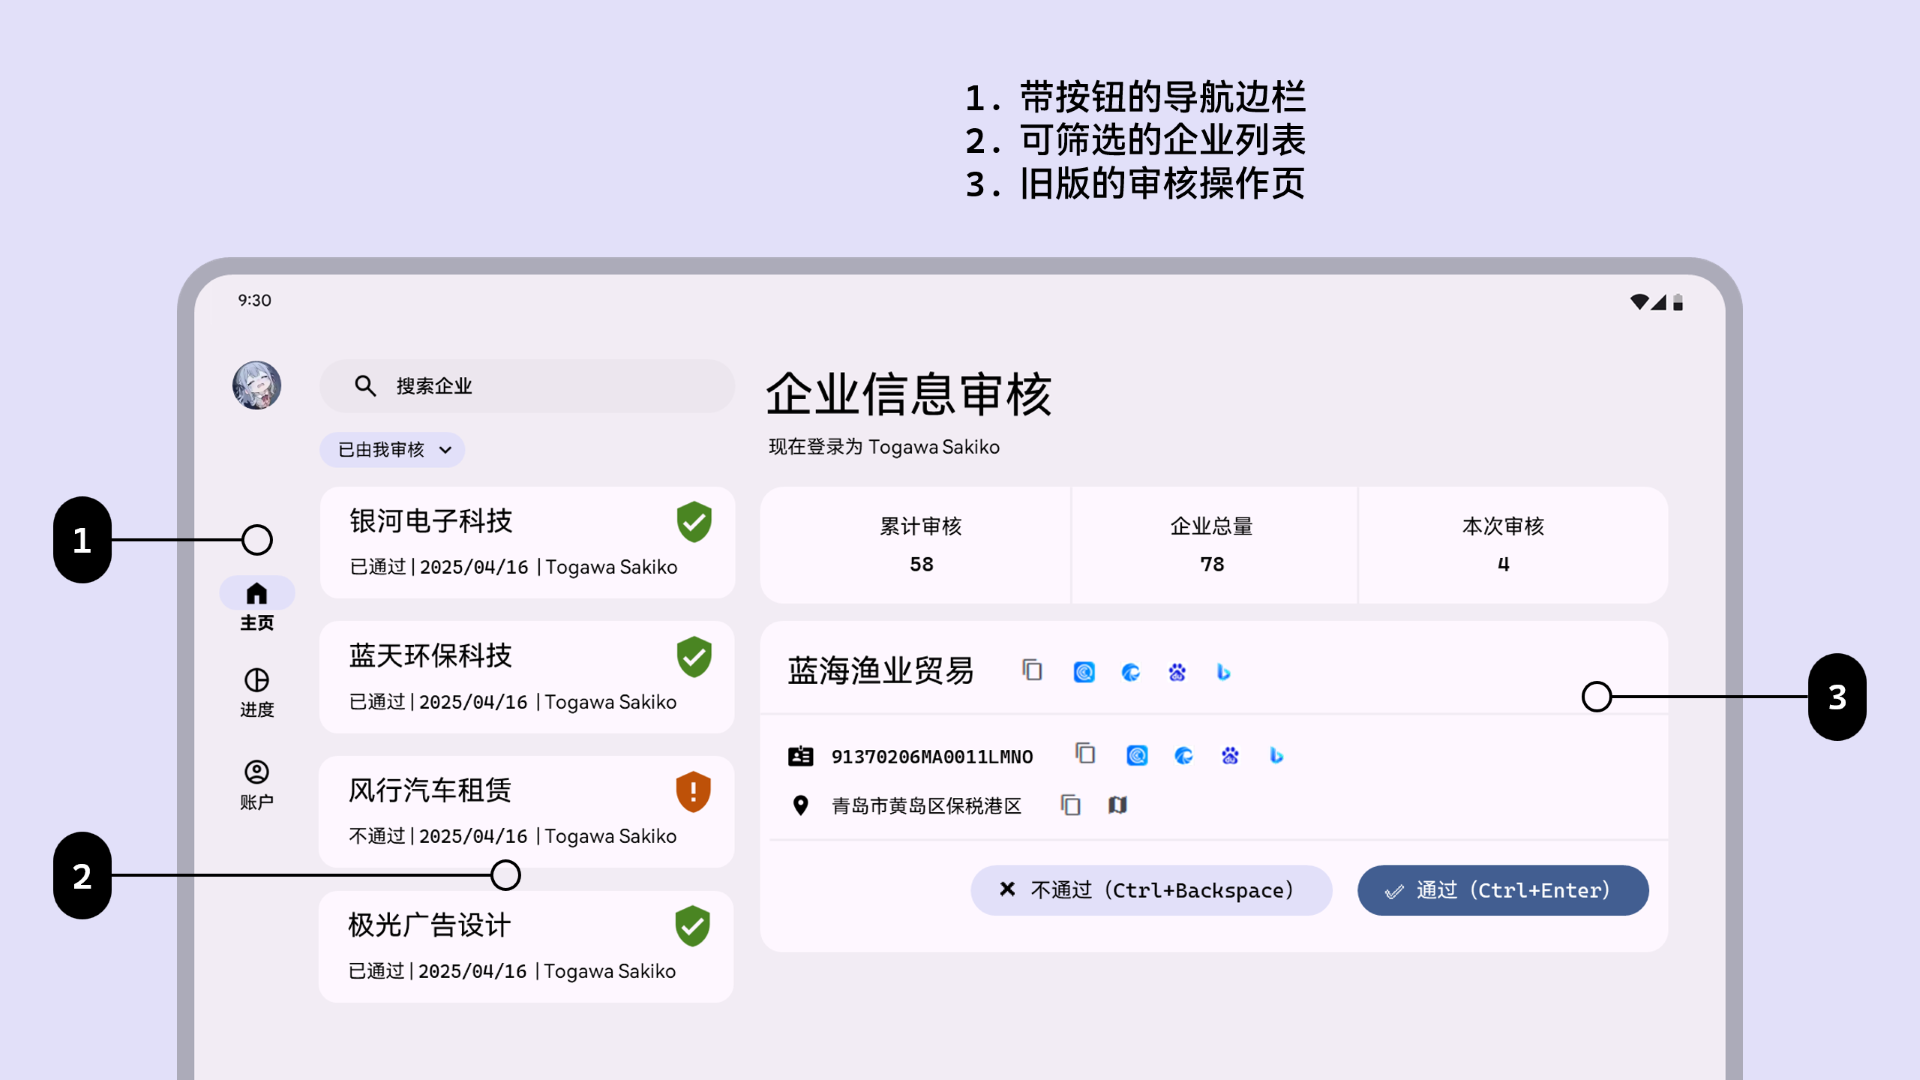 1. 带按钮的导航边栏
2. 可筛选的企业列表
3. 旧版的审核操作页
9:30
搜索企业
已由我审核
1
主页
进度
账户
2
银河电子科技
已通过 | 2025/04/16 | Togawa Sakiko
蓝天环保科技
已通过 | 2025/04/16 | Togawa Sakiko
风行汽车租赁
不通过 | 2025/04/16 | Togawa Sakiko
极光广告设计
已通过 | 2025/04/16 | Togawa Sakiko
企业信息审核
现在登录为 Togawa Sakiko
累计审核
58
企业总量
78
本次审核
4
蓝海渔业贸易
3
91370206MA0011LMNO
青岛市黄岛区保税港区
不通过（Ctrl+Backspace）
通过（Ctrl+Enter）